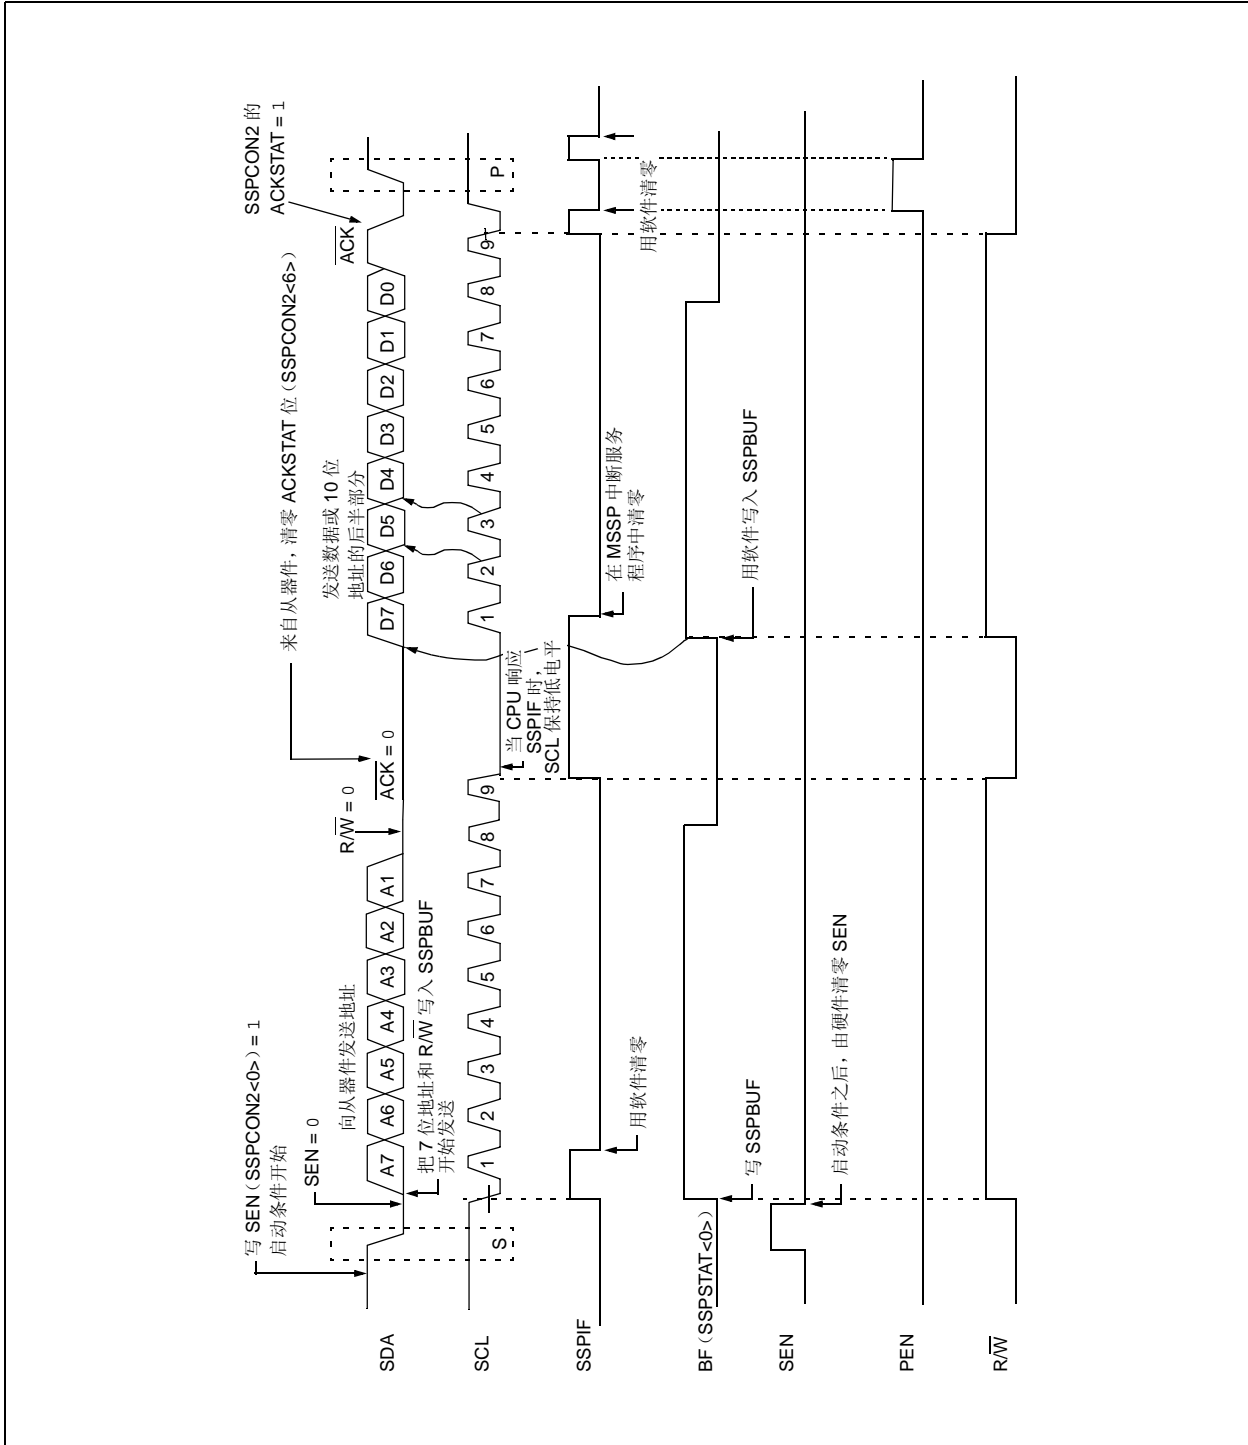 写 SEN（SSPCON2<0>）= 1
启动条件开始
SEN = 0
向从器件发送地址
R/W = 0
来自从器件，清零 ACKSTAT 位（SSPCON2<6>）
ACK = 0
发送数据或 10 位
地址的后半部分
ACK
SSPCON2 的
ACKSTAT = 1
SDA
A7
A6
A5
A4
A3
A2
A1
D7
D6
D5
D4
D3
D2
D1
D0
把 7 位地址和 R/W 写入 SSPBUF
开始发送
SCL
S
1
2
3
4
5
6
7
8
9
1
2
3
4
5
6
7
8
9
P
当 CPU 响应
SSPIF 时，
SCL 保持低电平
SSPIF
用软件清零
在 MSSP 中断服务
程序中清零
用软件清零
BF（SSPSTAT<0>）
写 SSPBUF
用软件写入 SSPBUF
SEN
启动条件之后，由硬件清零 SEN
PEN
R/W